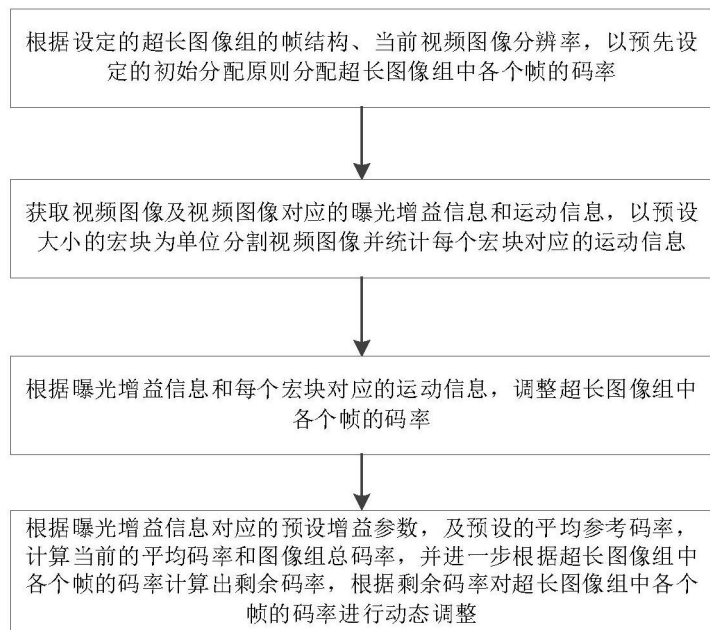 根据设定的超长图像组的帧结构、当前视频图像分辨率，以预先设
定的初始分配原则分配超长图像组中各个帧的码率
获取视频图像及视频图像对应的曝光增益信息和运动信息，以预设
大小的宏块为单位分割视频图像并统计每个宏块对应的运动信息
根据曝光增益信息和每个宏块对应的运动信息，调整超长图像组中
各个帧的码率
根据曝光增益信息对应的预设增益参数，及预设的平均参考码率，
计算当前的平均码率和图像组总码率，并进一步根据超长图像组中
各个帧的码率计算出剩余码率，根据剩余码率对超长图像组中各个
帧的码率进行动态调整